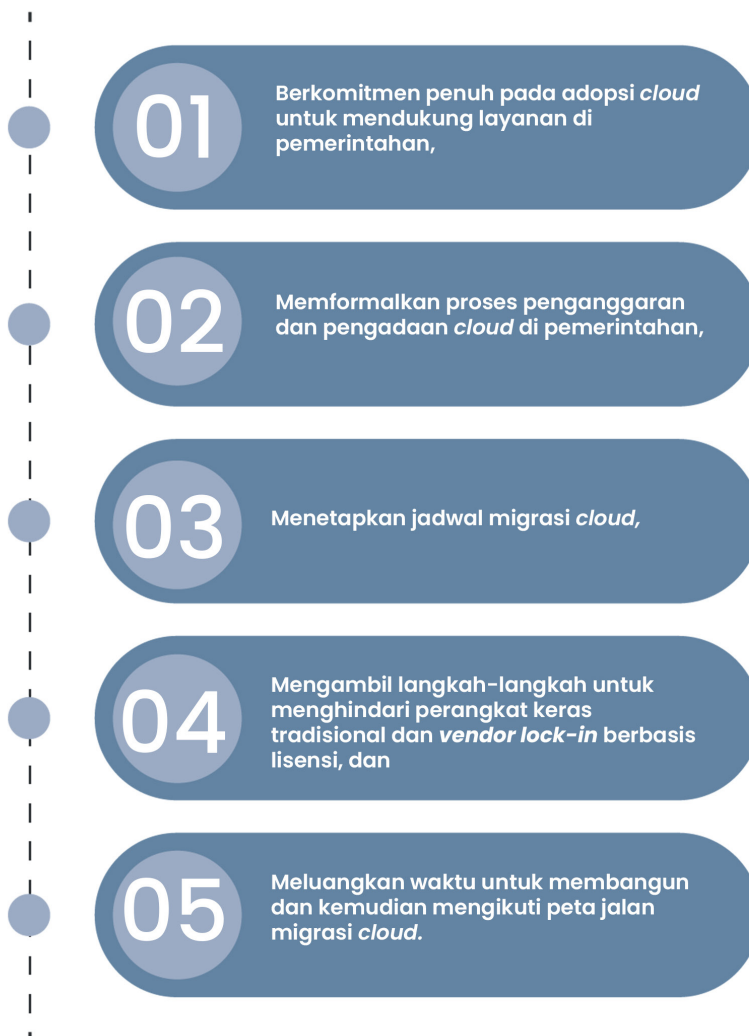 01
Berkomitmen penuh pada adopsi cloud
untuk mendukung layanan di
pemerintahan,
02
Memformalkan proses penganggaran
dan pengadaan cloud di pemerintahan,
03
Menetapkan jadwal migrasi cloud,
04
Mengambil langkah-langkah untuk
menghindari perangkat keras
tradisional dan vendor lock-in berbasis
lisensi, dan
05
Meluangkan waktu untuk membangun
dan kemudian mengikuti peta jalan
migrasi cloud.